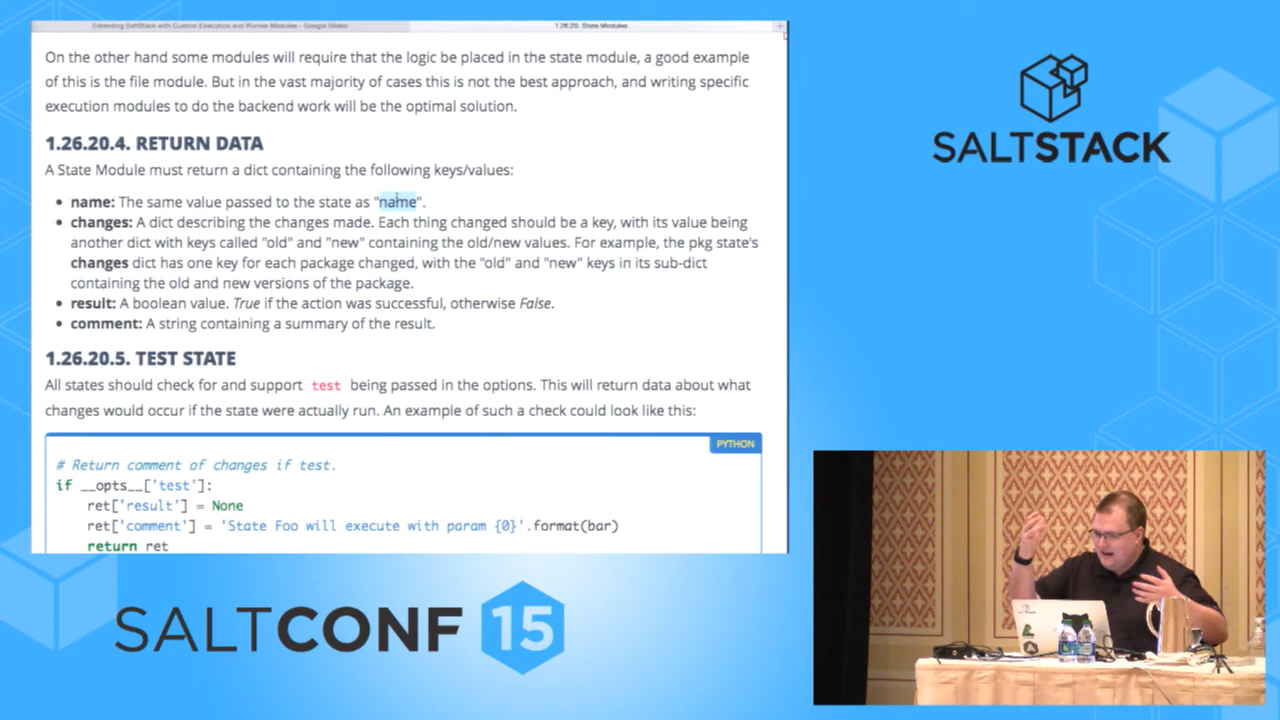 Extending SaltStack with Custom Execution and Runner Modules - Google Slides
1.26.20. State Modules
On the other hand some modules will require that the logic be placed in the state module, a good example
of this is the file module. But in the vast majority of cases this is not the best approach, and writing specific
execution modules to do the backend work will be the optimal solution.
1.26.20.4. RETURN DATA
A State Module must return a dict containing the following keys/values:
• name: The same value passed to the state as "name".
• changes: A dict describing the changes made. Each thing changed should be a key, with its value being
another dict with keys called "old" and "new" containing the old/new values. For example, the pkg state's
changes dict has one key for each package changed, with the "old" and "new" keys in its sub-dict
containing the old and new versions of the package.
• result: A boolean value. True if the action was successful, otherwise False.
• comment: A string containing a summary of the result.
1.26.20.5. TEST STATE
All states should check for and support test being passed in the options. This will return data about what
changes would occur if the state were actually run. An example of such a check could look like this:
PYTHON
# Return comment of changes if test.
if __opts__['test']:
ret['result'] = None
ret['comment'] = 'State Foo will execute with param {0}'.format(bar)
return ret
SALTSTACK
SALTCONF 15